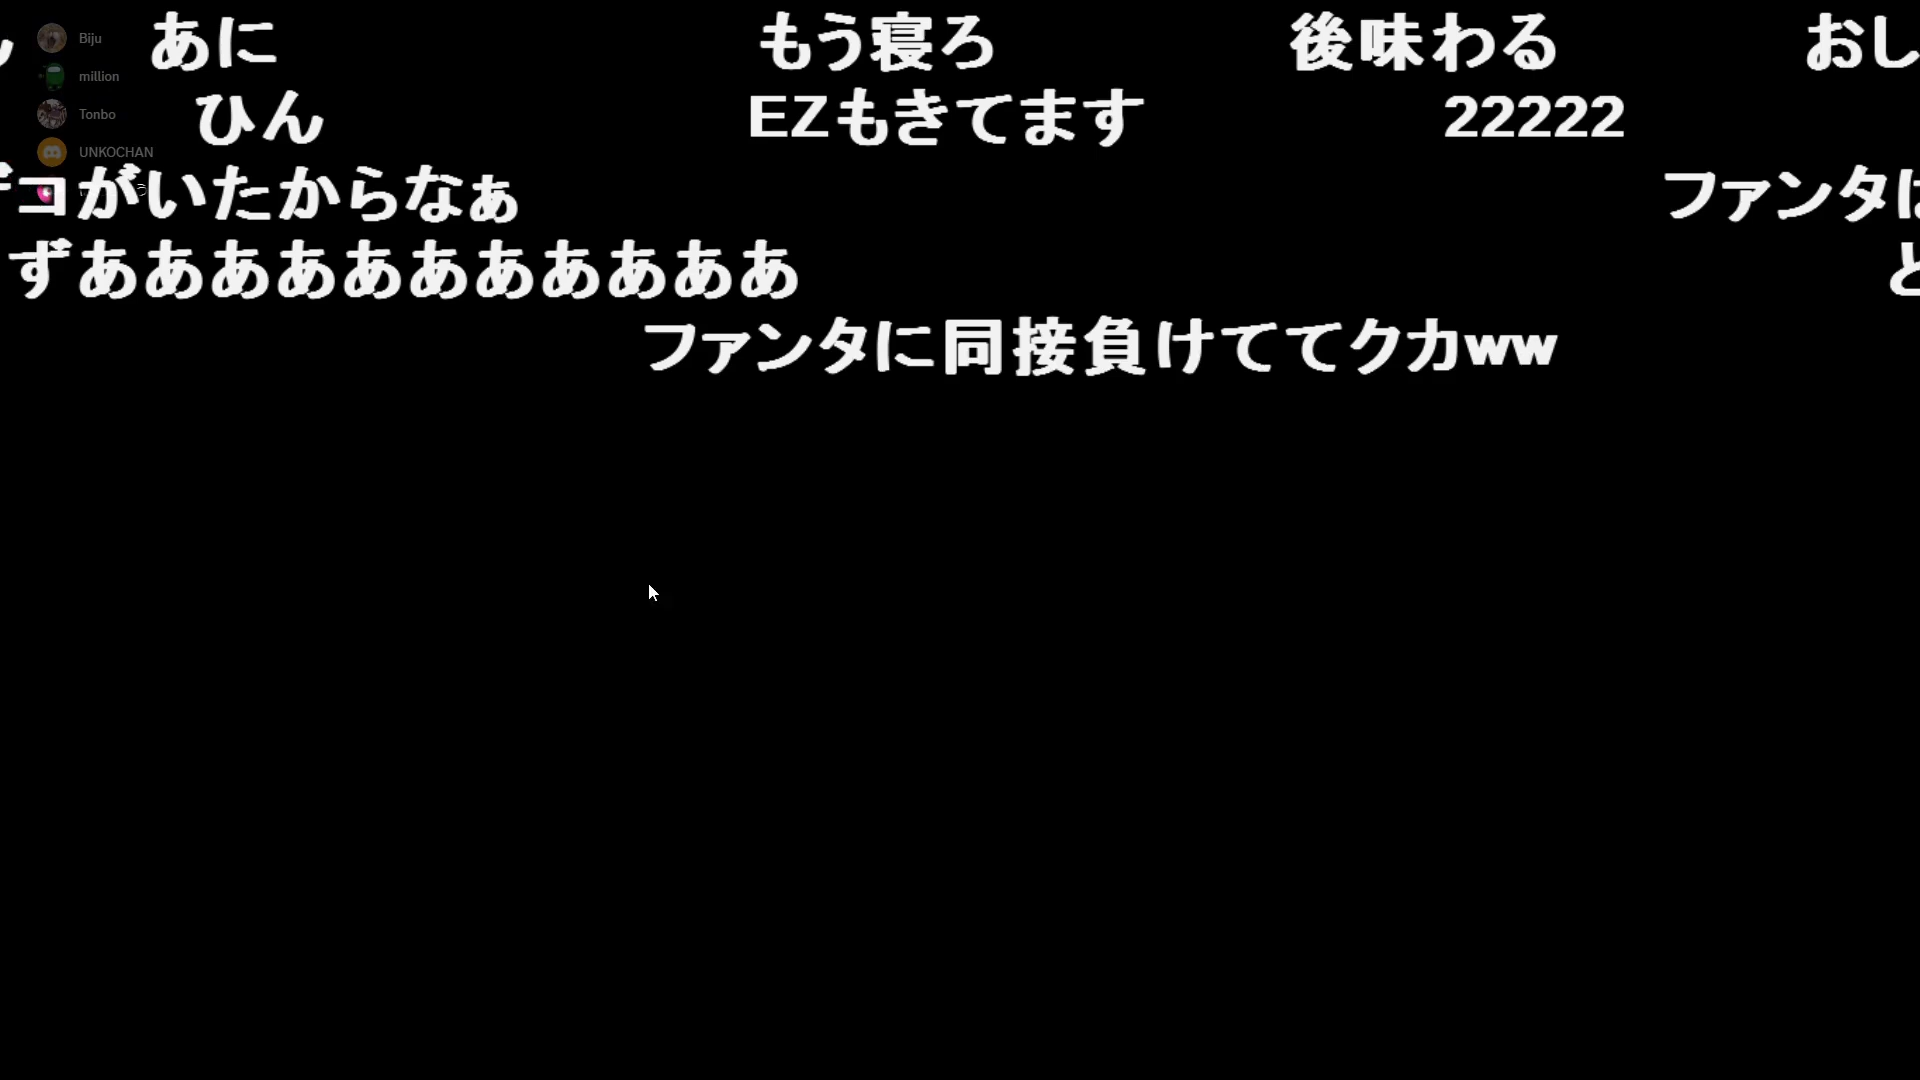 Biju
あに もう寝ろ 後味わる おし
million
Tonbo
ひん EZもきてます 22222
UNKOCHAN
コがいたからなぁ ファンタは
ずああああああああああああ と
ファンタに同接負けててクカww